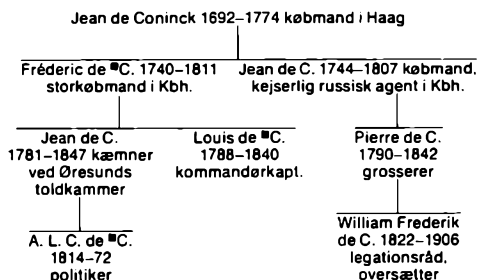 Jean de Coninck 1692–1774 købmand i Haag
Fréderic de ■C. 1740–1811
storkøbmand i Kbh.
Jean de C. 1744–1807 købmand,
kejserlig russisk agent i Kbh.
Jean de C.
1781–1847 kæmner
ved Øresunds
toldkammer
Louis de ■C.
1788–1840
kommandørkapt.
Pierre de C.
1790–1842
grosserer
A. L. C. de ■C.
1814–72
politiker
William Frederik
de C. 1822–1906
legationsråd,
oversætter